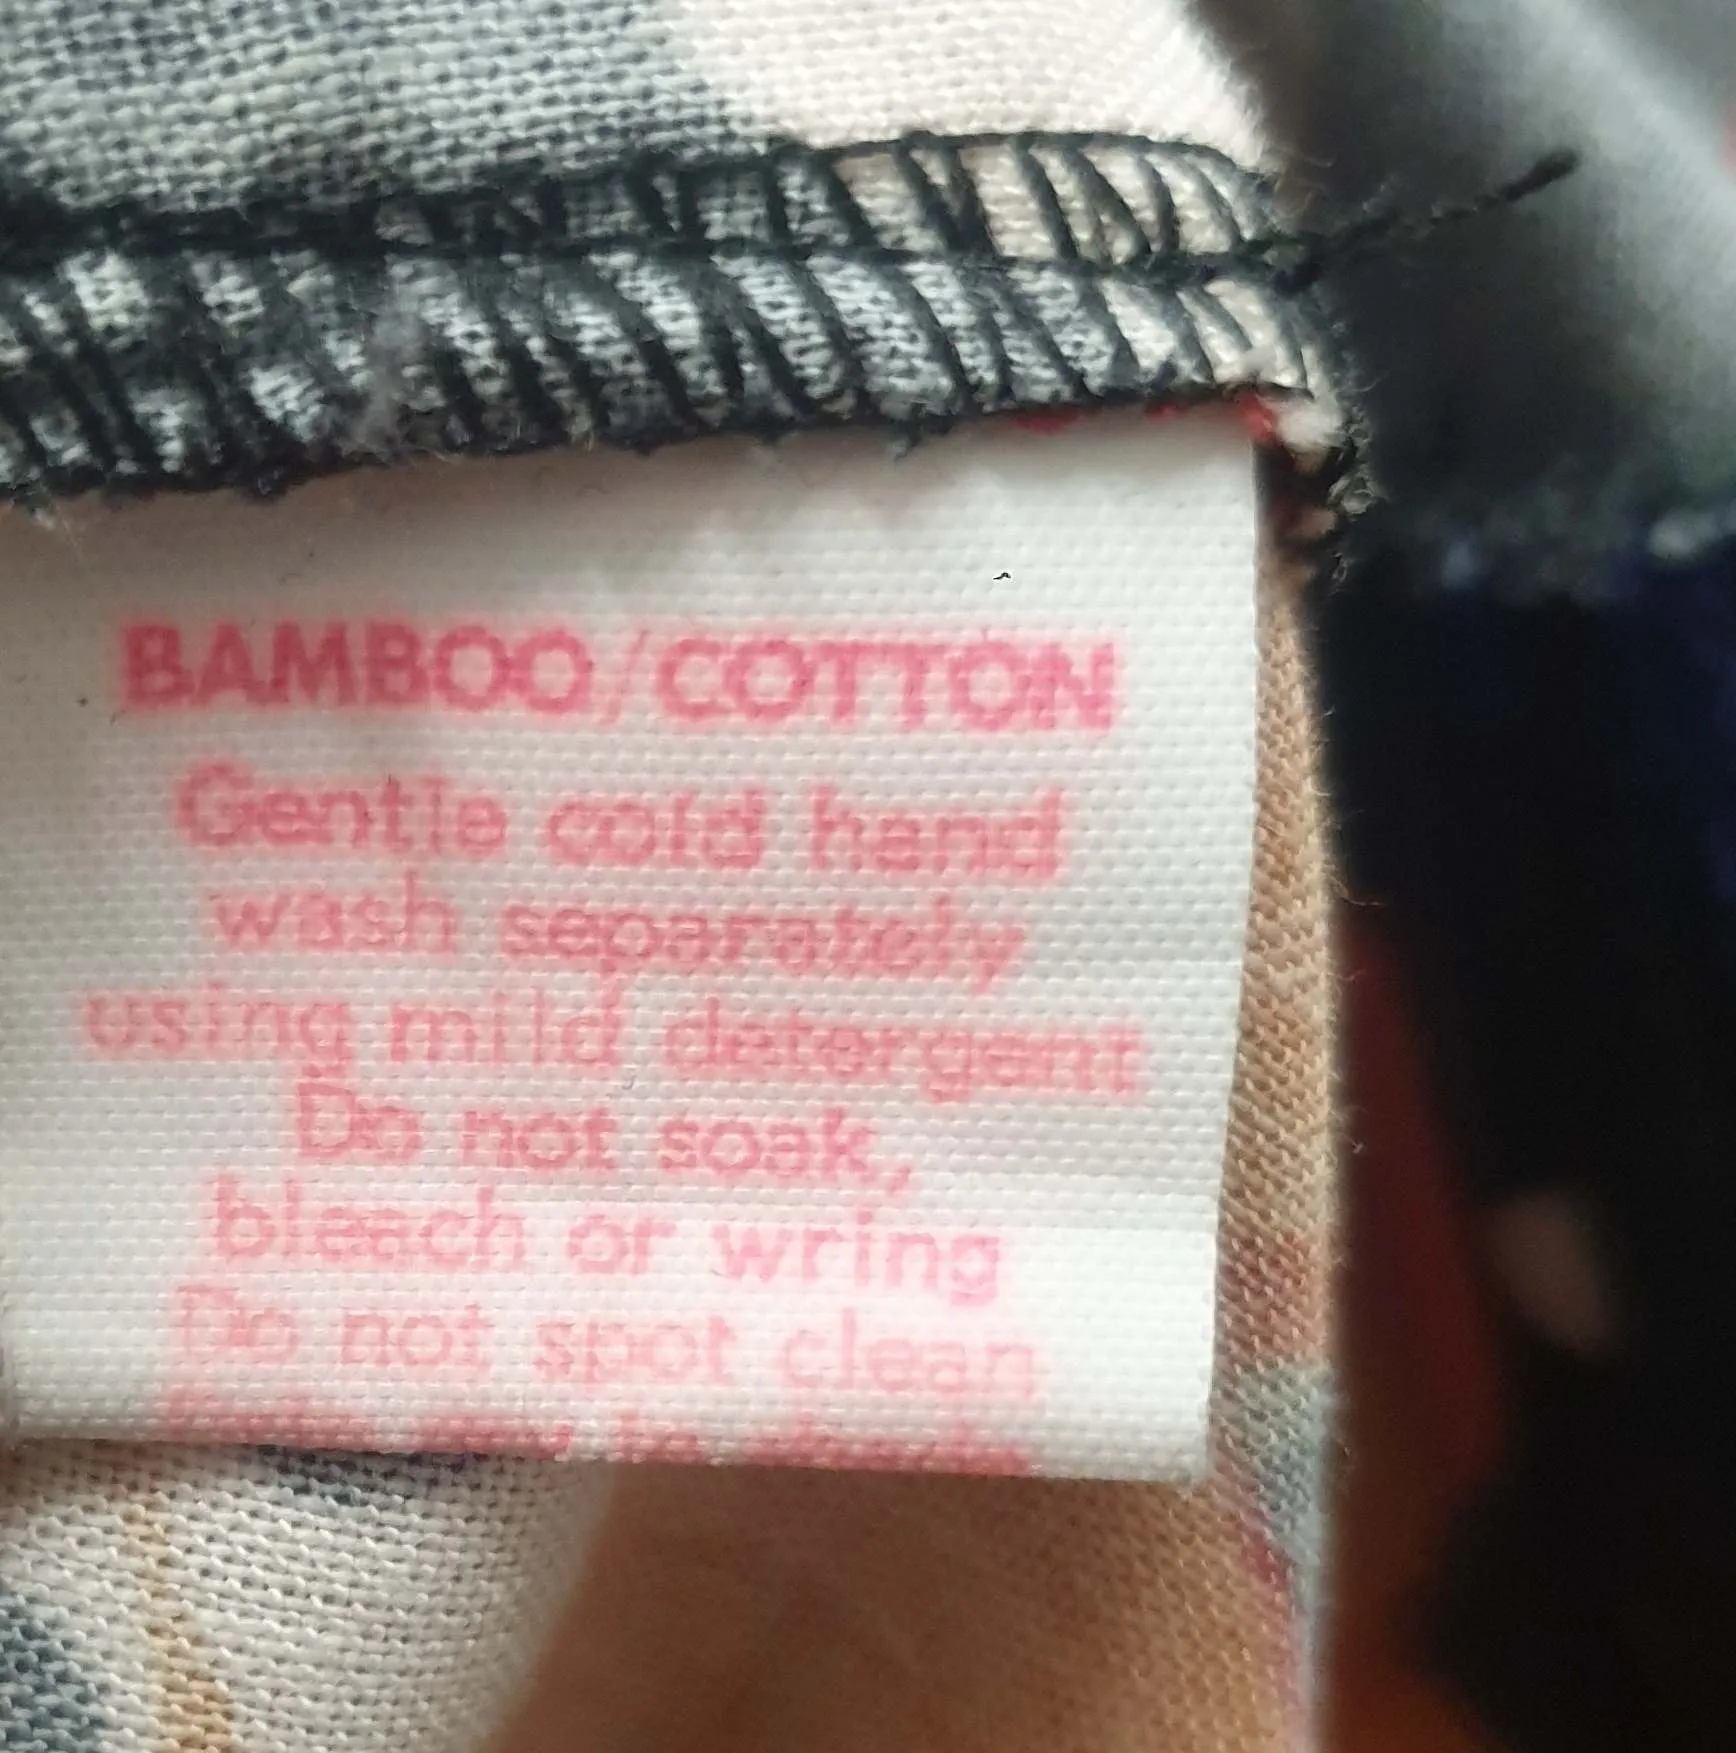 BAMBOO/COTTON
Gentle cold hand
wash separately
using mild detergent
Do not soak,
bleach or wring
Do not spot clean